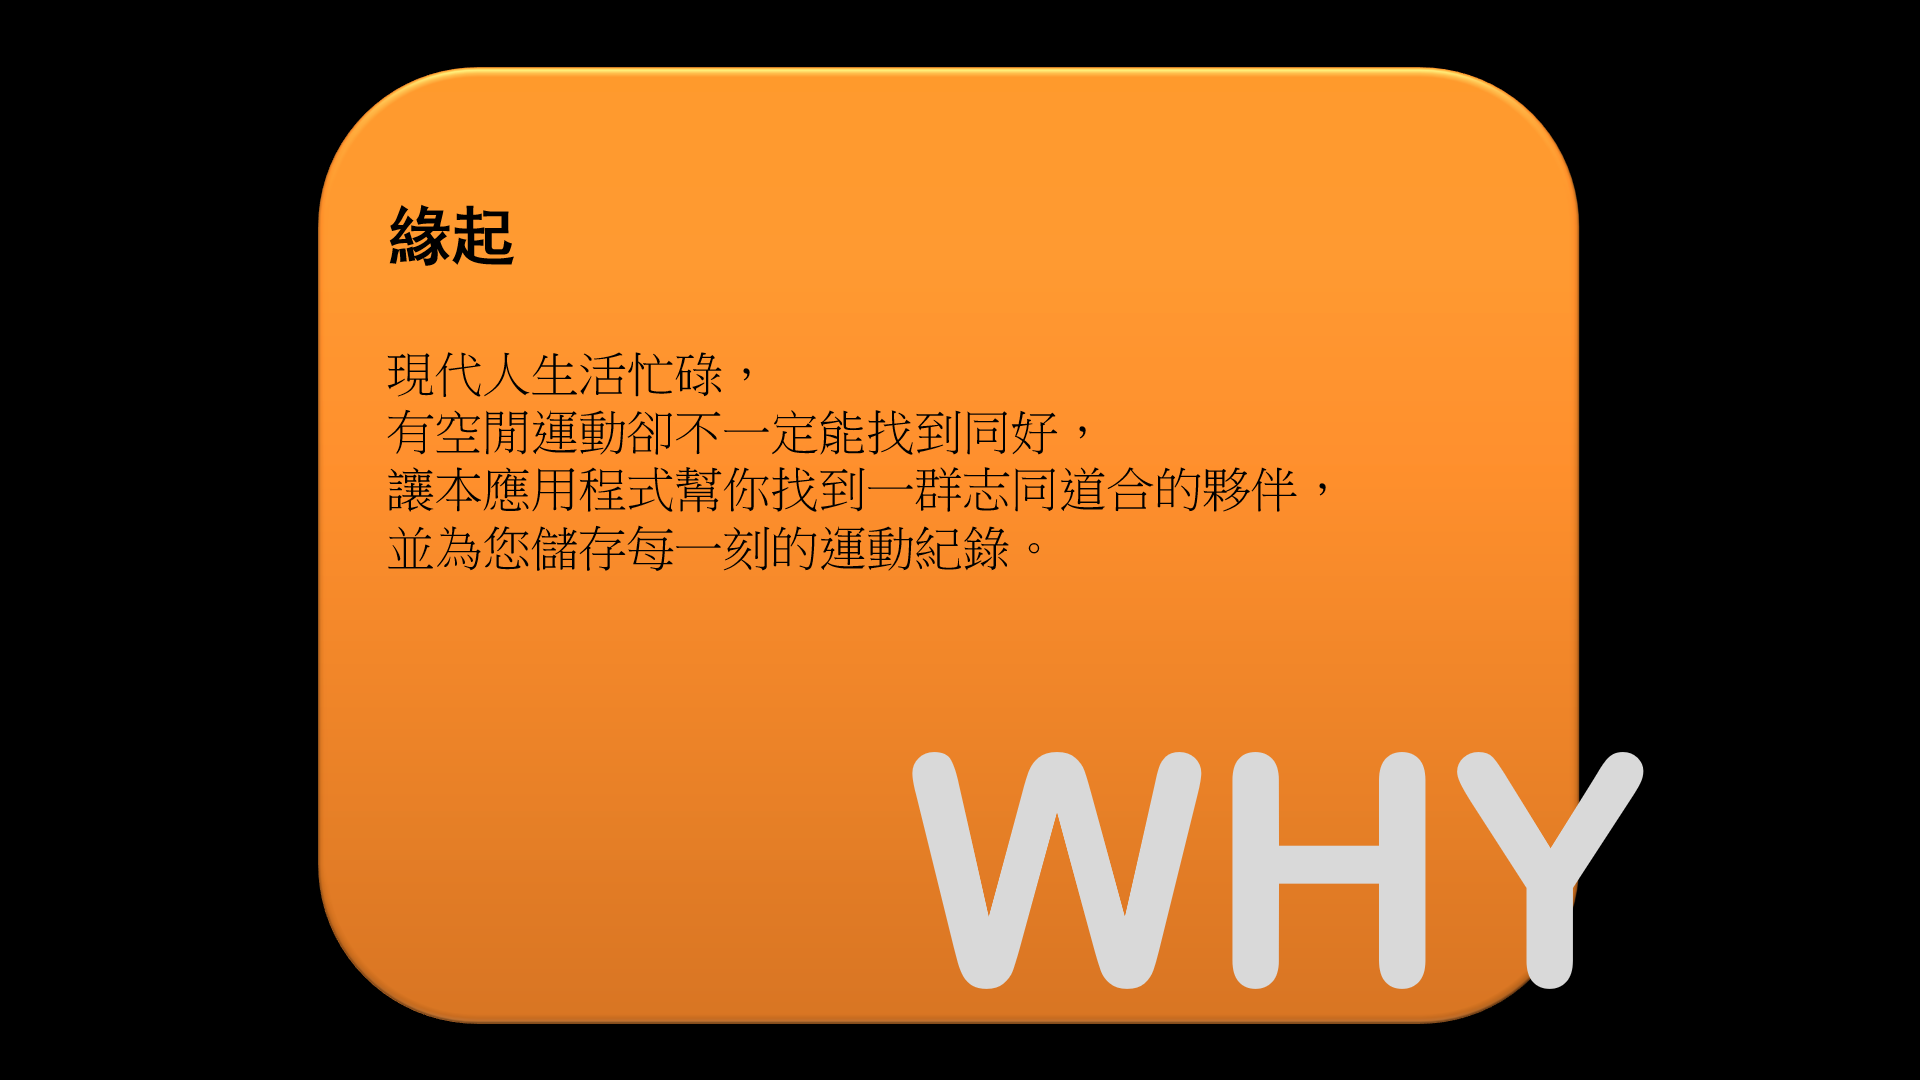 緣起
現代人生活忙碌，
有空閒運動卻不一定能找到同好，
讓本應用程式幫你找到一群志同道合的夥伴，
並為您儲存每一刻的運動紀錄。
WHY